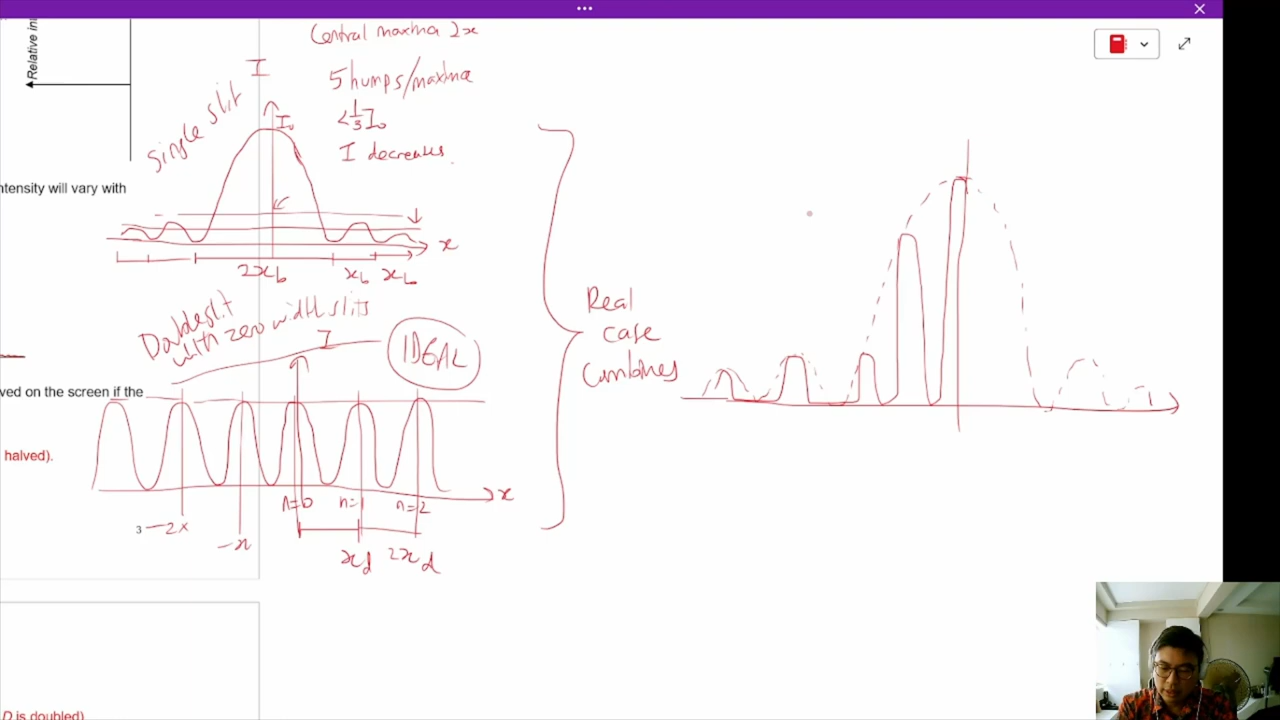 Relative in
ntensity will vary with
ved on the screen if the
halved).
D is doubled)
Central maxima 2x
5 humps/maxima
<1/3 I₀
I decreases.
Single slit
I
I₀
x
2x_b
x_b
x_b
Double slit
with zero width slits
I
IDEAL
n=0
n=1
n=2
x
3
-2x
-x
x_d
2x_d
Real
case
combines